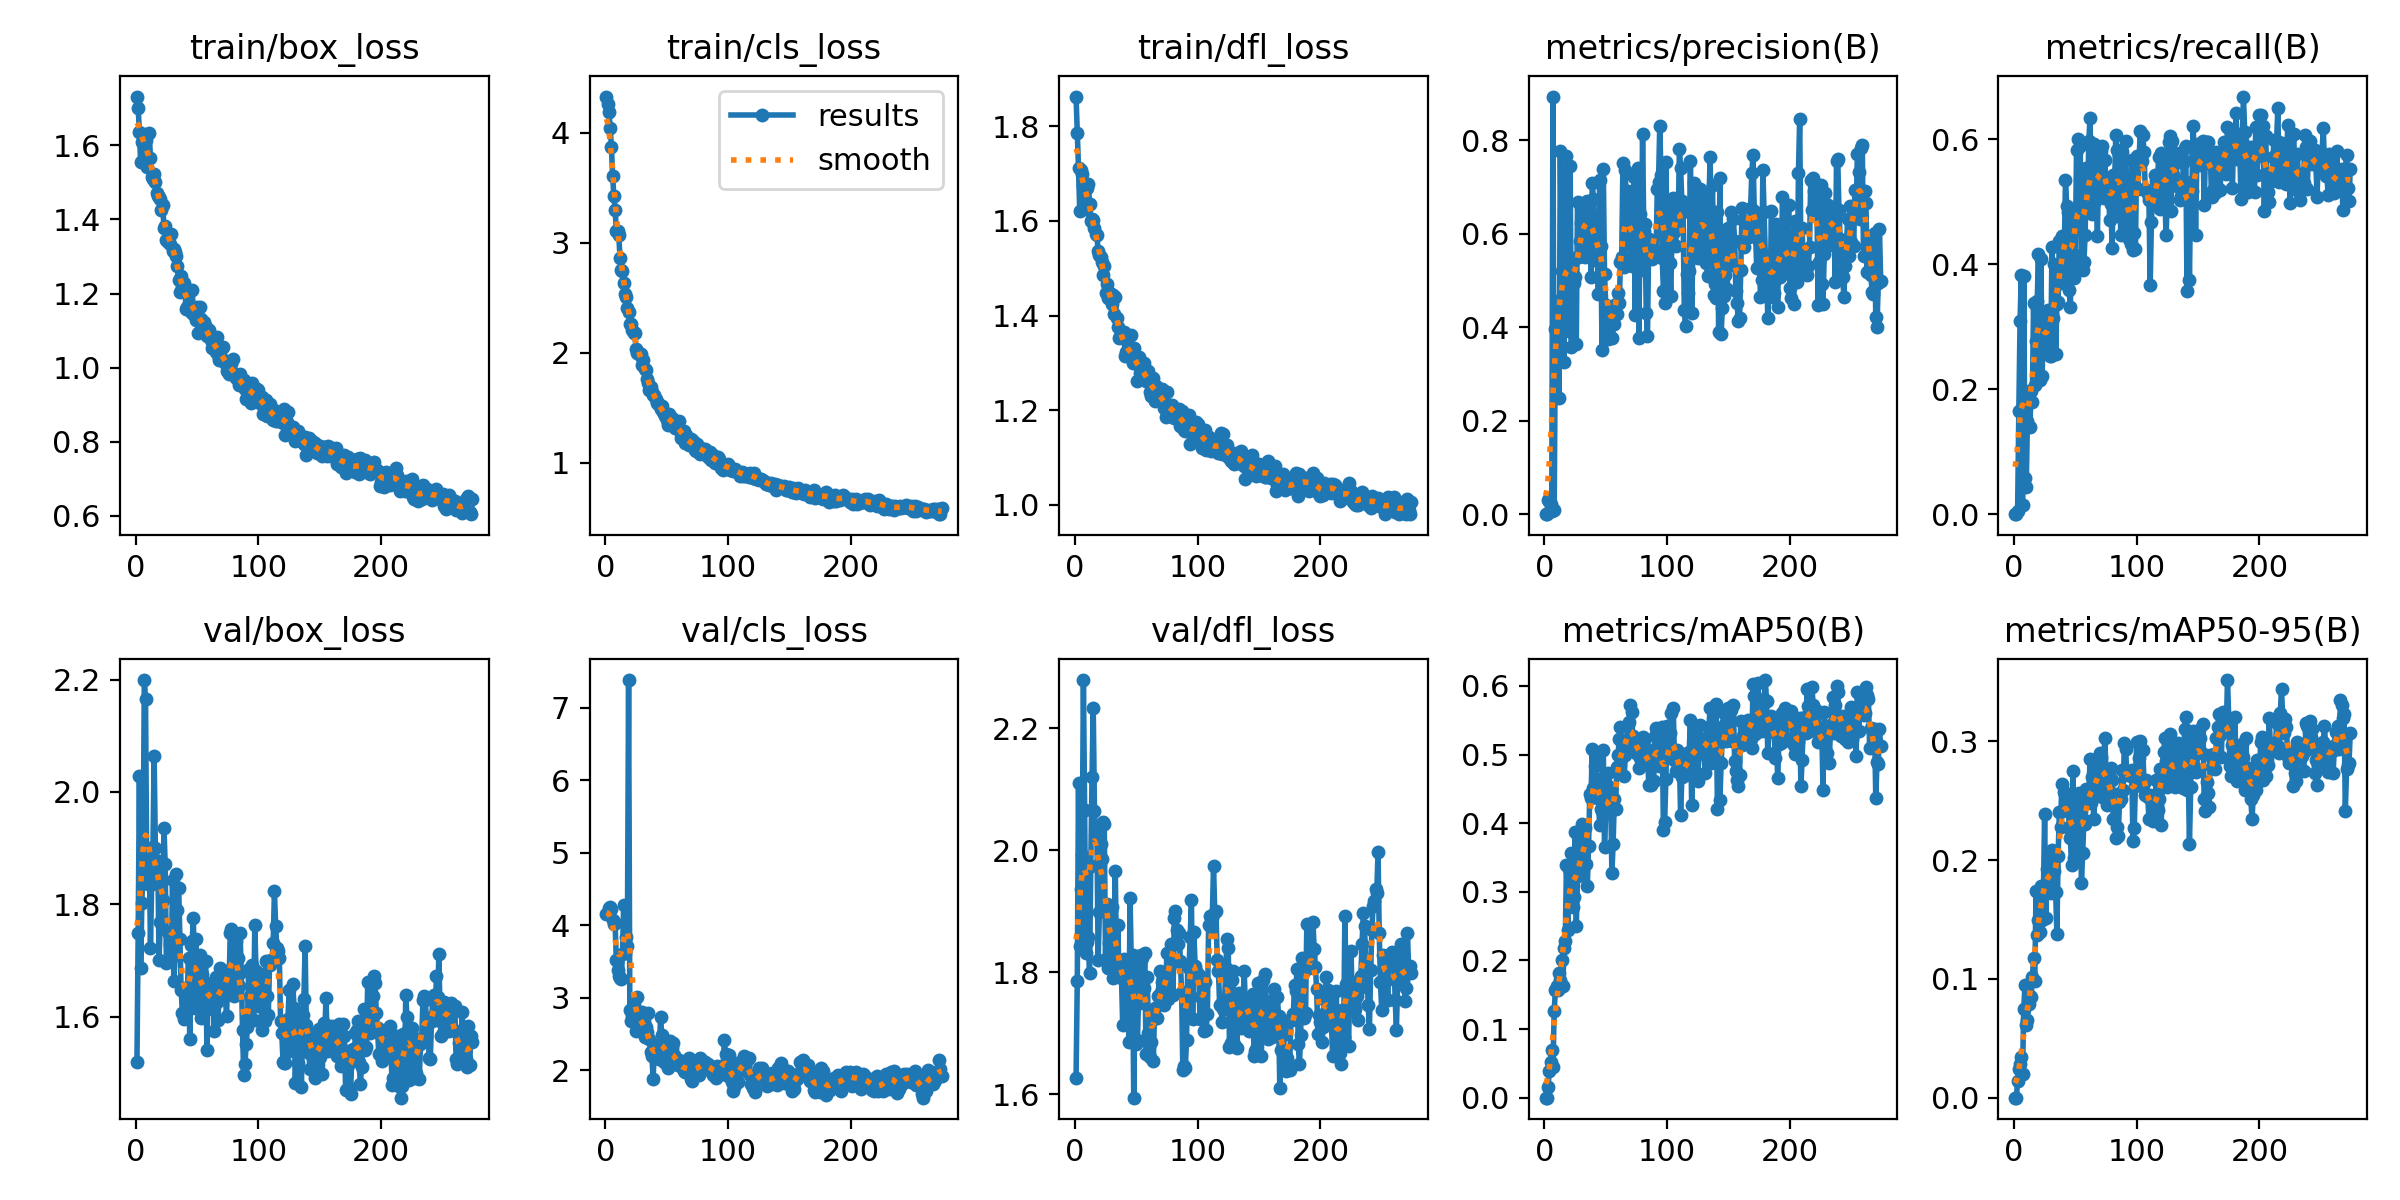 train/box_loss
1.6
1.4
1.2
1.0
0.8
0.6
0 100 200
train/cls_loss
results
smooth
4
3
2
1
0 100 200
train/dfl_loss
1.8
1.6
1.4
1.2
1.0
0 100 200
metrics/precision(B)
0.8
0.6
0.4
0.2
0.0
0 100 200
metrics/recall(B)
0.6
0.4
0.2
0.0
0 100 200
val/box_loss
2.2
2.0
1.8
1.6
0 100 200
val/cls_loss
7
6
5
4
3
2
0 100 200
val/dfl_loss
2.2
2.0
1.8
1.6
0 100 200
metrics/mAP50(B)
0.6
0.5
0.4
0.3
0.2
0.1
0.0
0 100 200
metrics/mAP50-95(B)
0.3
0.2
0.1
0.0
0 100 200